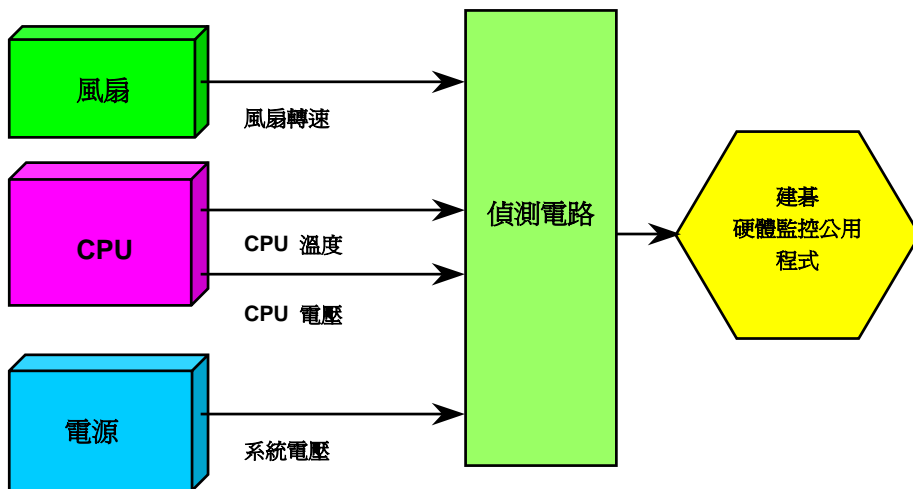 風扇
風扇轉速
CPU
CPU 溫度
CPU 電壓
電源
系統電壓
偵測電路
建碁
硬體監控公用
程式